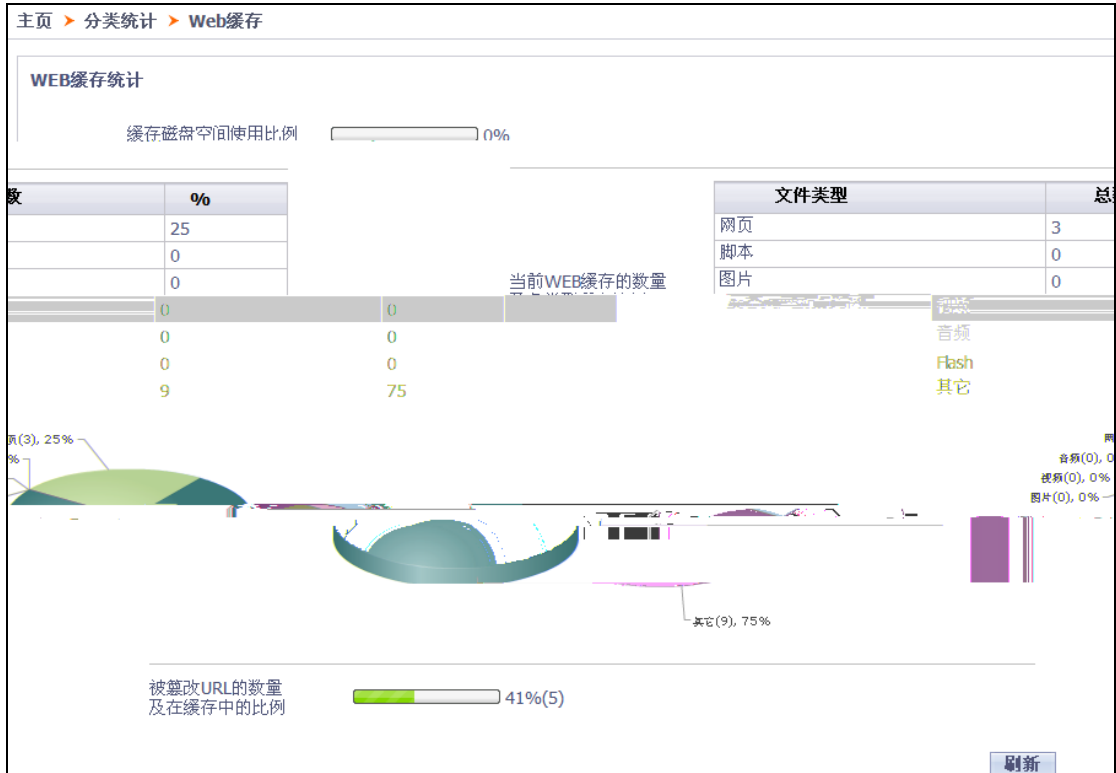 主页 分类统计 Web缓存
WEB缓存统计
缓存磁盘空间使用比例 0%
数 % 文件类型 总
25 网页 3
0 脚本 0
0 当前WEB缓存的数量 图片 0
0 0
0 0 音频
0 0 Flash
9 75 其它
(3), 25%
%
音频(0), 0
视频(0), 0%
图片(0), 0%
其它(9), 75%
被篡改URL的数量
及在缓存中的比例 41%(5)
刷新